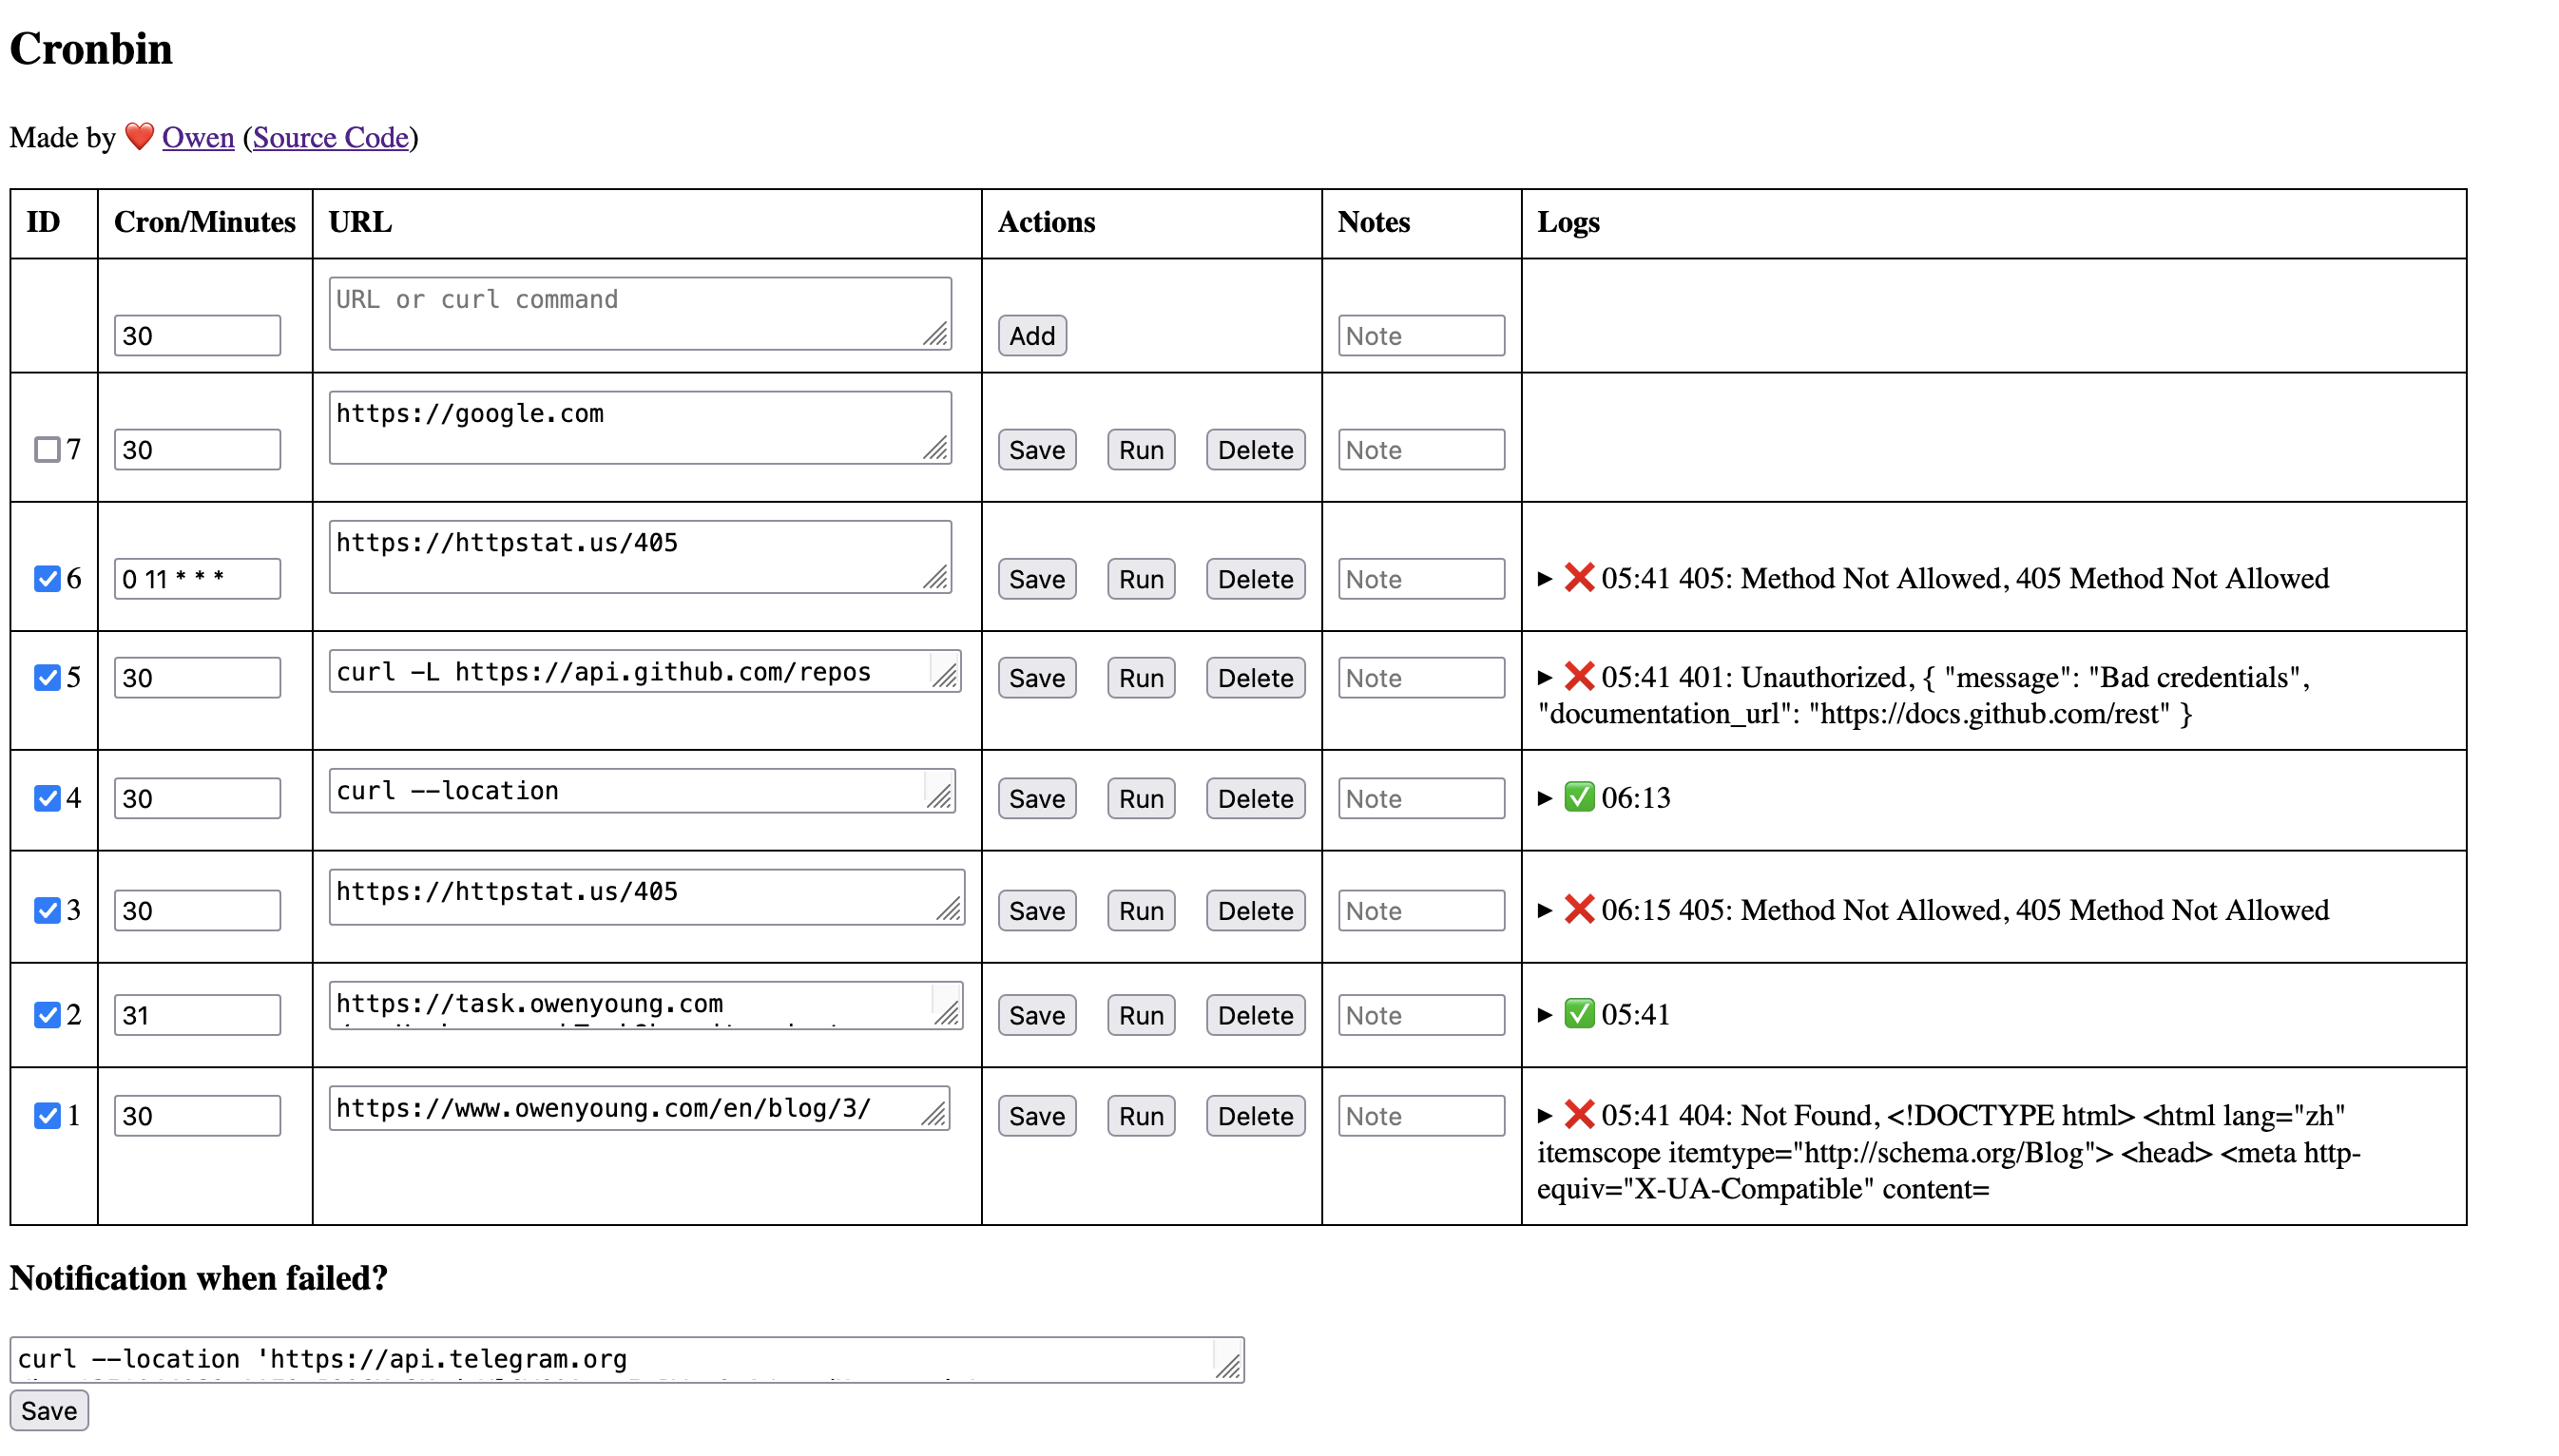 Cronbin
Made by ❤️ Owen (Source Code)
ID Cron/Minutes URL Actions Notes Logs
30 URL or curl command Add Note
7 30 https://google.com Save Run Delete Note
6 0 11 * * * https://httpstat.us/405 Save Run Delete Note ▶ ❌ 05:41 405: Method Not Allowed, 405 Method Not Allowed
5 30 curl -L https://api.github.com/repos Save Run Delete Note ▶ ❌ 05:41 401: Unauthorized, { "message": "Bad credentials",
"documentation_url": "https://docs.github.com/rest" }
4 30 curl --location Save Run Delete Note ▶ ✅ 06:13
3 30 https://httpstat.us/405 Save Run Delete Note ▶ ❌ 06:15 405: Method Not Allowed, 405 Method Not Allowed
2 31 https://task.owenyoung.com Save Run Delete Note ▶ ✅ 05:41
1 30 https://www.owenyoung.com/en/blog/3/ Save Run Delete Note ▶ ❌ 05:41 404: Not Found, <!DOCTYPE html> <html lang="zh"
itemscope itemtype="http://schema.org/Blog"> <head> <meta http-
equiv="X-UA-Compatible" content=
Notification when failed?
curl --location 'https://api.telegram.org
Save